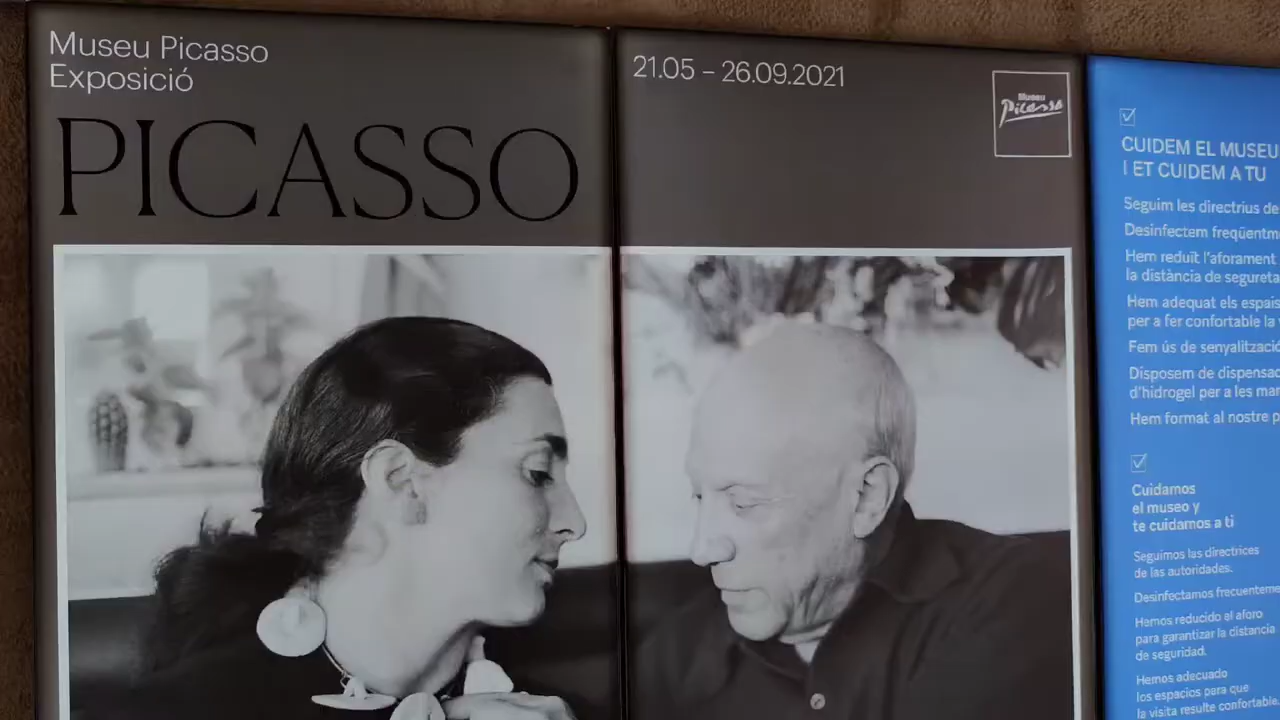 Museu Picasso
Exposició
PICASSO
21.05 – 26.09.2021
Museu
Picasso
CUIDEM EL MUSEU
I ET CUIDEM A TU
Seguim les directrius de
Desinfectem
Hem reduït l'aforament
la distància de
Hem adequat els espais
per a fer confortable la
Fem ús de
Disposem de
d'hidrogel per a les
Hem format al nostre
Cuidamos
el museo y
te cuidamos a ti
Seguimos las directrices
de las autoridades.
Desinfectamos
Hemos reducido el aforo
para garantizar la distancia
de seguridad.
Hemos adecuado
los espacios para que
la visita resulte confortable.